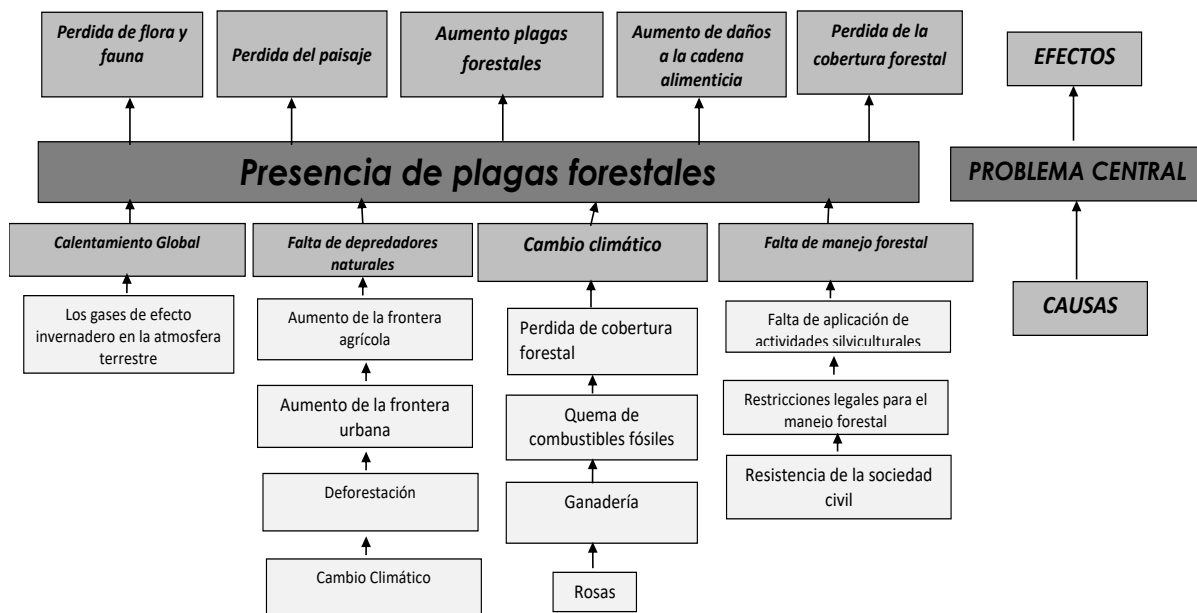 Perdida de flora y
fauna
Perdida del paisaje
Aumento plagas
forestales
Aumento de daños
a la cadena
alimenticia
Perdida de la
cobertura forestal
EFECTOS
Presencia de plagas forestales
PROBLEMA CENTRAL
Calentamiento Global
Falta de depredadores
naturales
Cambio climático
Falta de manejo forestal
CAUSAS
Los gases de efecto
invernadero en la atmosfera
terrestre
Aumento de la frontera
agrícola
Perdida de cobertura
forestal
Falta de aplicación de
actividades silviculturales
Aumento de la frontera
urbana
Quema de
combustibles fósiles
Restricciones legales para el
manejo forestal
Deforestación
Ganadería
Resistencia de la sociedad
civil
Cambio Climático
Rosas